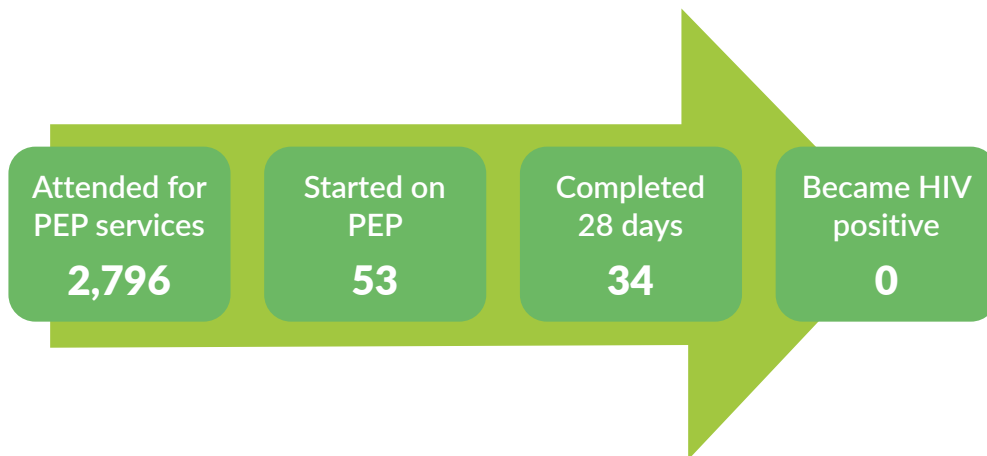 Attended for
PEP services
2,796
Started on
PEP
53
Completed
28 days
34
Became HIV
positive
0